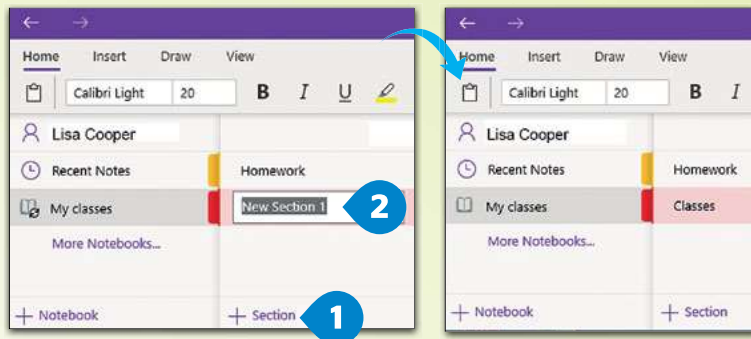 Home Insert Draw View
Calibri Light 20 B I U
Lisa Cooper
Recent Notes
Homework
My classes
New Section 1
2
More Notebooks...
+ Notebook
+ Section
1
Home Insert Draw View
Calibri Light 20 B I
Lisa Cooper
Recent Notes
Homework
My classes
Classes
More Notebooks...
+ Notebook
+ Section